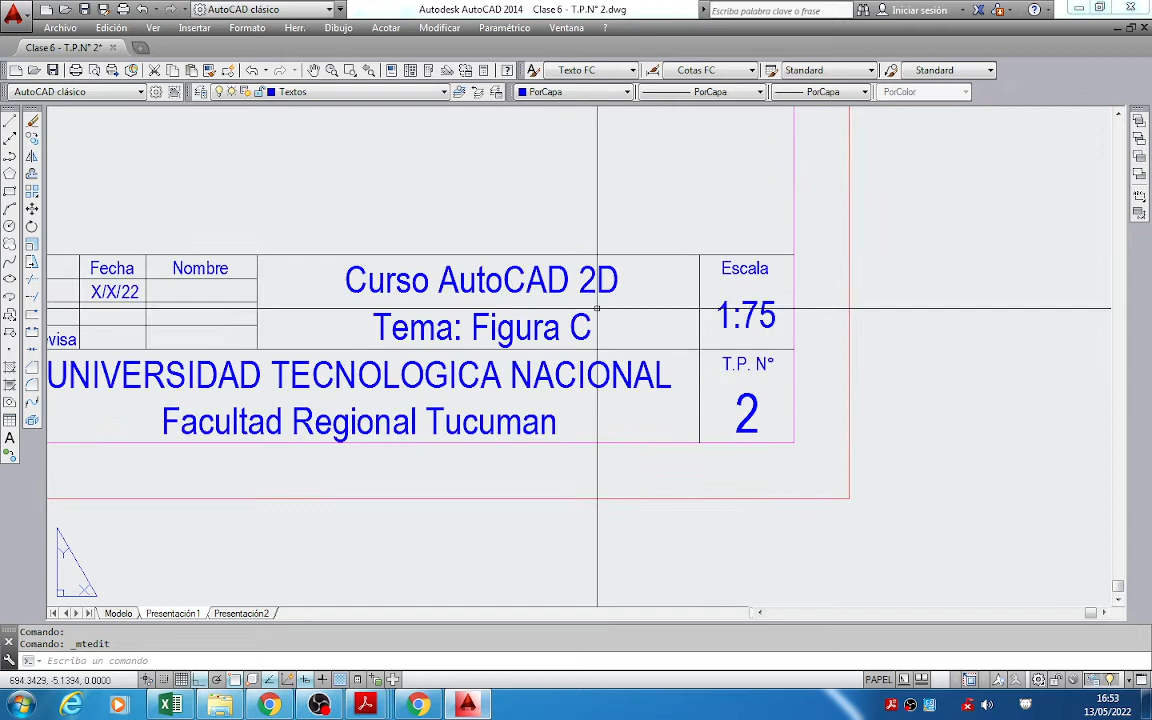 AutoCAD clásico
Autodesk AutoCAD 2014 Clase 6 - T.P.N° 2.dwg
Escriba palabra clave o frase
Iniciar sesión
Archivo Edición Ver Insertar Formato Herr. Dibujo Acotar Modificar Paramétrico Ventana ?
Clase 6 - T.P.N° 2*
Texto FC
Cotas FC
Standard
Standard
AutoCAD clásico
Textos
PorCapa
PorCapa
PorCapa
PorColor
Fecha
Nombre
X/X/22
evisa
Curso AutoCAD 2D
Tema: Figura C
Escala
1:75
UNIVERSIDAD TECNOLOGICA NACIONAL
Facultad Regional Tucuman
T.P. N°
2
Y
X
Modelo Presentación1 Presentación2
Comando:
Comando: _mtedit
Escriba un comando
694.3429, -5.1394, 0.0000
PAPEL
16:53
13/05/2022